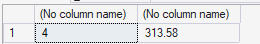 (No column name) (No column name)
1 4 313.58